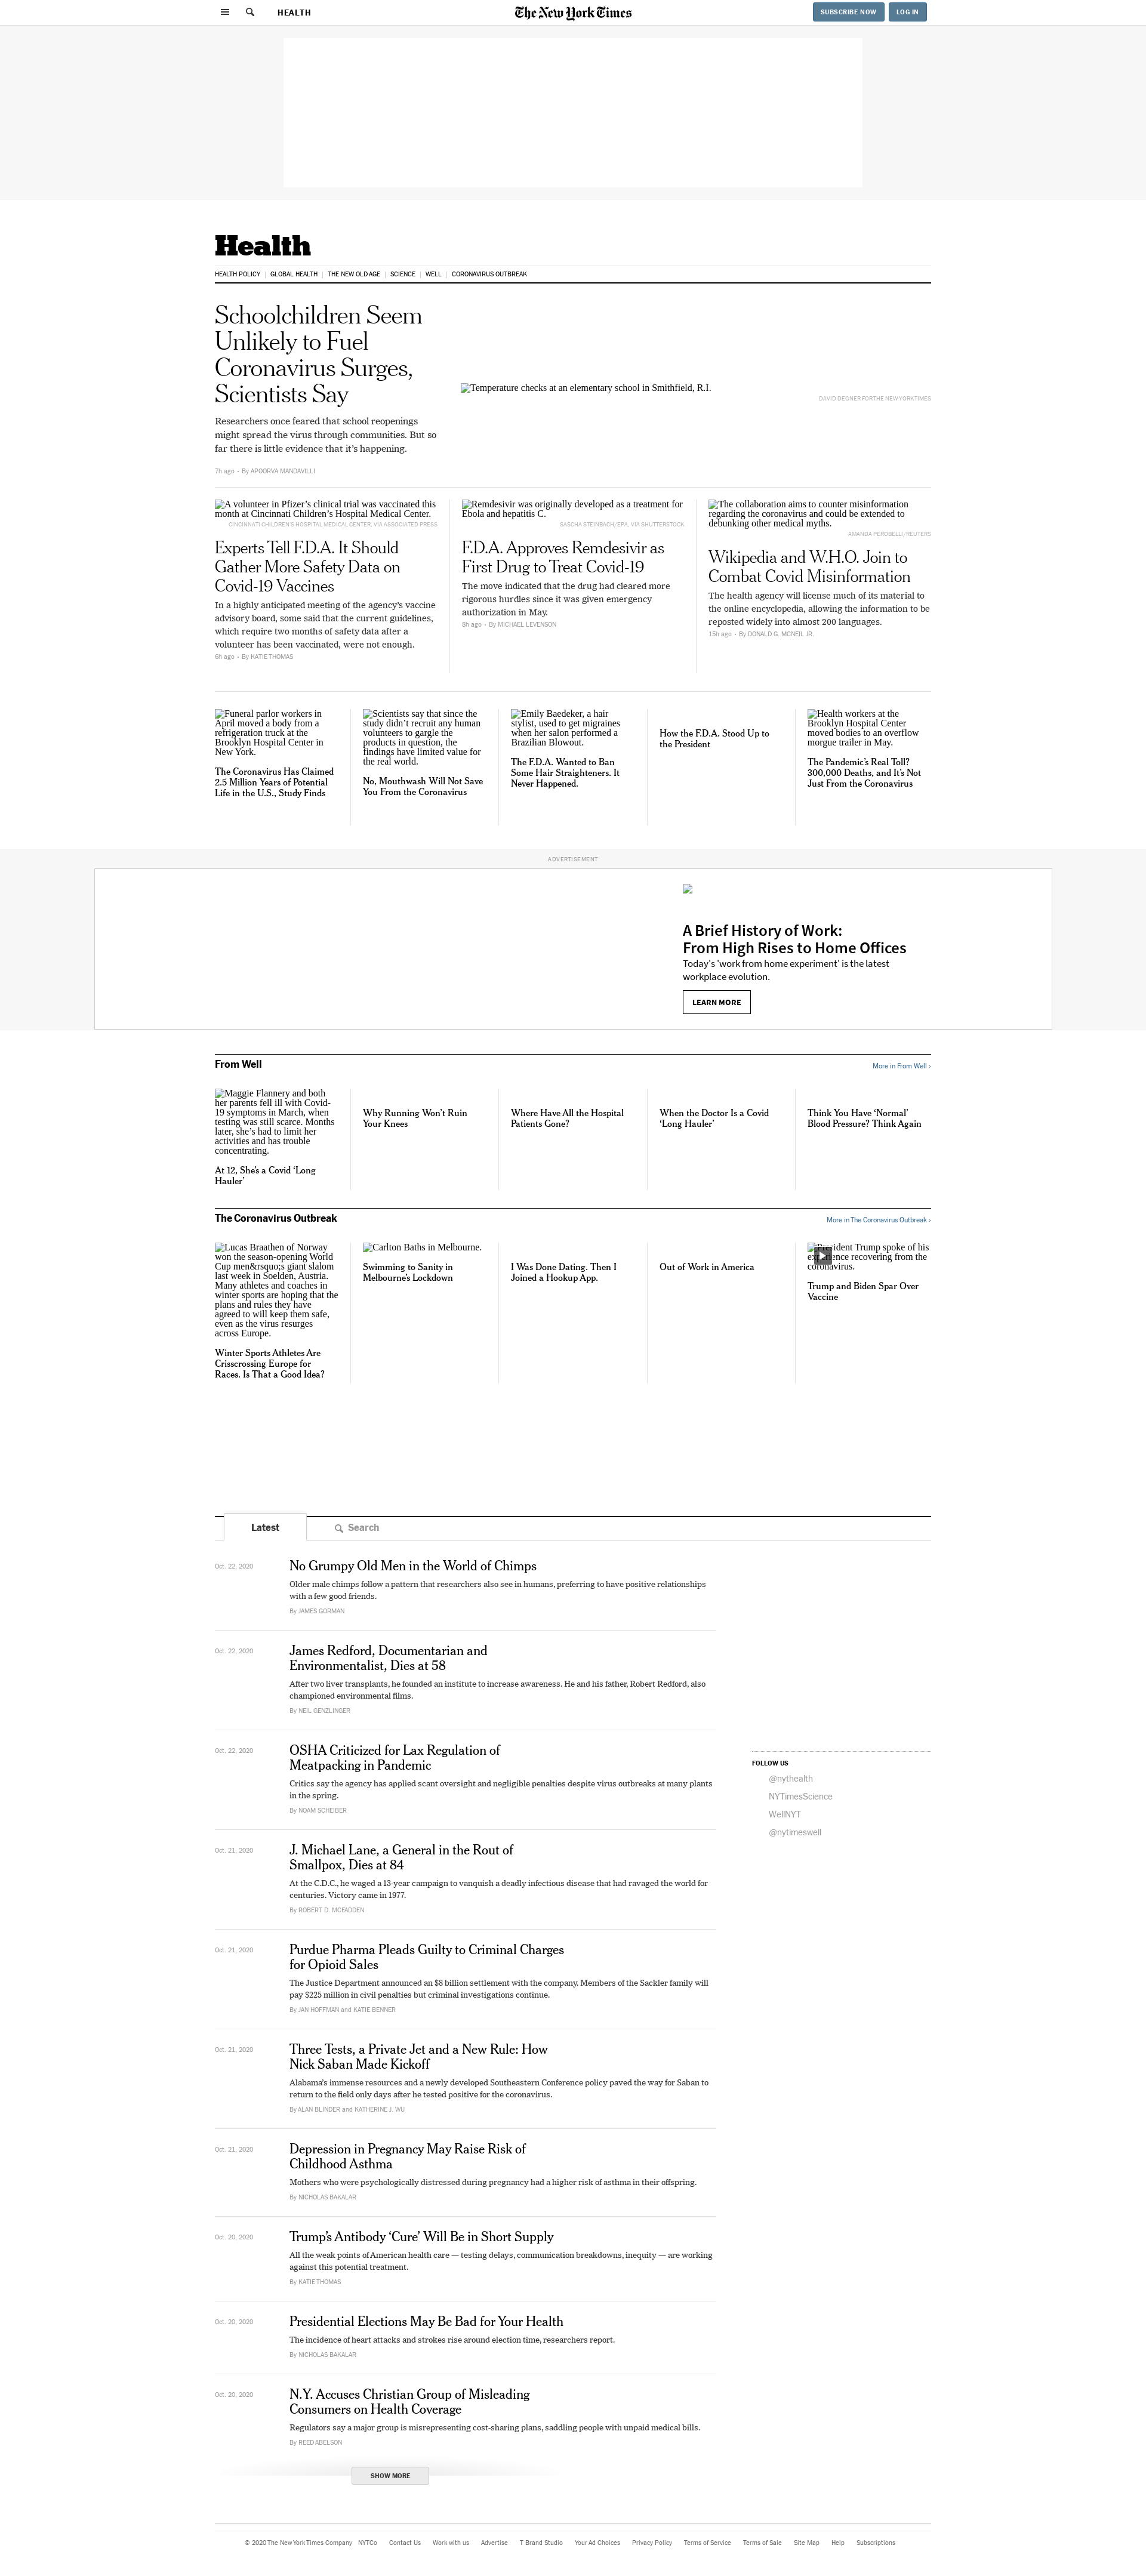 HEALTH
The New York Times
SUBSCRIBE NOW
LOG IN
Health
HEALTH POLICY | GLOBAL HEALTH | THE NEW OLD AGE | SCIENCE | WELL | CORONAVIRUS OUTBREAK
Schoolchildren Seem
Unlikely to Fuel
Coronavirus Surges,
Scientists Say
Researchers once feared that school reopenings
might spread the virus through communities. But so
far there is little evidence that it's happening.
7h ago - By APOORVA MANDAVILLI
Temperature checks at an elementary school in Smithfield, R.I.
DAVID DEGNER FOR THE NEW YORK TIMES
A volunteer in Pfizer's clinical trial was vaccinated this
month at Cincinnati Children's Hospital Medical Center.
CINCINNATI CHILDREN'S HOSPITAL MEDICAL CENTER, VIA ASSOCIATED PRESS
Experts Tell F.D.A. It Should
Gather More Safety Data on
Covid-19 Vaccines
In a highly anticipated meeting of the agency's vaccine
advisory board, some said that the current guidelines,
which require two months of safety data after a
volunteer has been vaccinated, were not enough.
6h ago - By KATIE THOMAS
Remdesivir was originally developed as a treatment for
Ebola and hepatitis C.
SASCHA STEINBACH/EPA, VIA SHUTTERSTOCK
F.D.A. Approves Remdesivir as
First Drug to Treat Covid-19
The move indicated that the drug had cleared more
rigorous hurdles since it was given emergency
authorization in May.
8h ago - By MICHAEL LEVENSON
The collaboration aims to counter misinformation
regarding the coronavirus and could be extended to
debunking other medical myths.
AMANDA PEROBELLI/REUTERS
Wikipedia and W.H.O. Join to
Combat Covid Misinformation
The health agency will license much of its material to
the online encyclopedia, allowing the information to be
reposted widely into almost 200 languages.
15h ago - By DONALD G. MCNEIL JR.
Funeral parlor workers in
April moved a body from a
refrigeration truck at the
Brooklyn Hospital Center in
New York.
The Coronavirus Has Claimed
2.5 Million Years of Potential
Life in the U.S., Study Finds
Scientists say that since the
study didn't recruit any human
volunteers to gargle the
products in question, the
findings have limited value for
the real world.
No, Mouthwash Will Not Save
You From the Coronavirus
Emily Baedeker, a hair
stylist, used to get migraines
when her salon performed a
Brazilian Blowout.
The F.D.A. Wanted to Ban
Some Hair Straighteners. It
Never Happened.
How the F.D.A. Stood Up to
the President
Health workers at the
Brooklyn Hospital Center
moved bodies to an overflow
morgue trailer in May.
The Pandemic's Real Toll?
300,000 Deaths, and It's Not
Just From the Coronavirus
ADVERTISEMENT
A Brief History of Work:
From High Rises to Home Offices
Today's 'work from home experiment' is the latest
workplace evolution.
LEARN MORE
From Well
More in From Well ›
Maggie Flannery and both
her parents fell ill with Covid-
19 symptoms in March, when
testing was still scarce. Months
later, she's had to limit her
activities and has trouble
concentrating.
At 12, She's a Covid 'Long
Hauler'
Why Running Won't Ruin
Your Knees
Where Have All the Hospital
Patients Gone?
When the Doctor Is a Covid
'Long Hauler'
Think You Have 'Normal'
Blood Pressure? Think Again
The Coronavirus Outbreak
More in The Coronavirus Outbreak ›
Lucas Braathen of Norway
won the season-opening World
Cup men&rsquo;s giant slalom
last week in Soelden, Austria.
Many athletes and coaches in
winter sports are hoping that the
plans and rules they have
agreed to will keep them safe,
even as the virus resurges
across Europe.
Winter Sports Athletes Are
Crisscrossing Europe for
Races. Is That a Good Idea?
Carlton Baths in Melbourne.
Swimming to Sanity in
Melbourne's Lockdown
I Was Done Dating. Then I
Joined a Hookup App.
Out of Work in America
President Trump spoke of his
experience recovering from the
coronavirus.
Trump and Biden Spar Over
Vaccine
Latest
Search
Oct. 22, 2020
No Grumpy Old Men in the World of Chimps
Older male chimps follow a pattern that researchers also see in humans, preferring to have positive relationships
with a few good friends.
By JAMES GORMAN
Oct. 22, 2020
James Redford, Documentarian and
Environmentalist, Dies at 58
After two liver transplants, he founded an institute to increase awareness. He and his father, Robert Redford, also
championed environmental films.
By NEIL GENZLINGER
Oct. 22, 2020
OSHA Criticized for Lax Regulation of
Meatpacking in Pandemic
Critics say the agency has applied scant oversight and negligible penalties despite virus outbreaks at many plants
in the spring.
By NOAM SCHEIBER
FOLLOW US
@nythealth
NYTimesScience
WellNYT
@nytimeswell
Oct. 21, 2020
J. Michael Lane, a General in the Rout of
Smallpox, Dies at 84
At the C.D.C., he waged a 13-year campaign to vanquish a deadly infectious disease that had ravaged the world for
centuries. Victory came in 1977.
By ROBERT D. MCFADDEN
Oct. 21, 2020
Purdue Pharma Pleads Guilty to Criminal Charges
for Opioid Sales
The Justice Department announced an $8 billion settlement with the company. Members of the Sackler family will
pay $225 million in civil penalties but criminal investigations continue.
By JAN HOFFMAN and KATIE BENNER
Oct. 21, 2020
Three Tests, a Private Jet and a New Rule: How
Nick Saban Made Kickoff
Alabama's immense resources and a newly developed Southeastern Conference policy paved the way for Saban to
return to the field only days after he tested positive for the coronavirus.
By ALAN BLINDER and KATHERINE J. WU
Oct. 21, 2020
Depression in Pregnancy May Raise Risk of
Childhood Asthma
Mothers who were psychologically distressed during pregnancy had a higher risk of asthma in their offspring.
By NICHOLAS BAKALAR
Oct. 20, 2020
Trump's Antibody 'Cure' Will Be in Short Supply
All the weak points of American health care — testing delays, communication breakdowns, inequity — are working
against this potential treatment.
By KATIE THOMAS
Oct. 20, 2020
Presidential Elections May Be Bad for Your Health
The incidence of heart attacks and strokes rise around election time, researchers report.
By NICHOLAS BAKALAR
Oct. 20, 2020
N.Y. Accuses Christian Group of Misleading
Consumers on Health Coverage
Regulators say a major group is misrepresenting cost-sharing plans, saddling people with unpaid medical bills.
By REED ABELSON
SHOW MORE
© 2020 The New York Times Company NYTCo Contact Us Work with us Advertise T Brand Studio Your Ad Choices Privacy Policy Terms of Service Terms of Sale Site Map Help Subscriptions